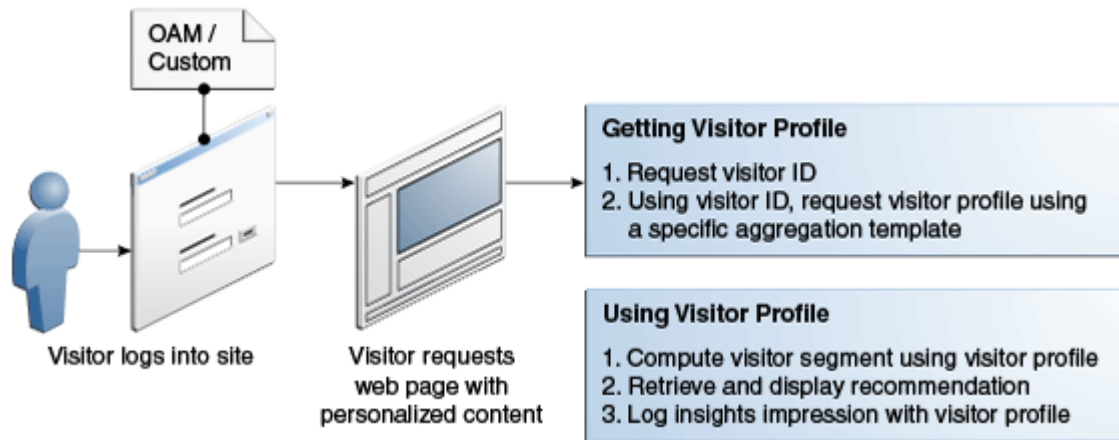 OAM /
Custom
Visitor logs into site
Visitor requests
web page with
personalized content
Getting Visitor Profile
1. Request visitor ID
2. Using visitor ID, request visitor profile using
a specific aggregation template
Using Visitor Profile
1. Compute visitor segment using visitor profile
2. Retrieve and display recommendation
3. Log insights impression with visitor profile